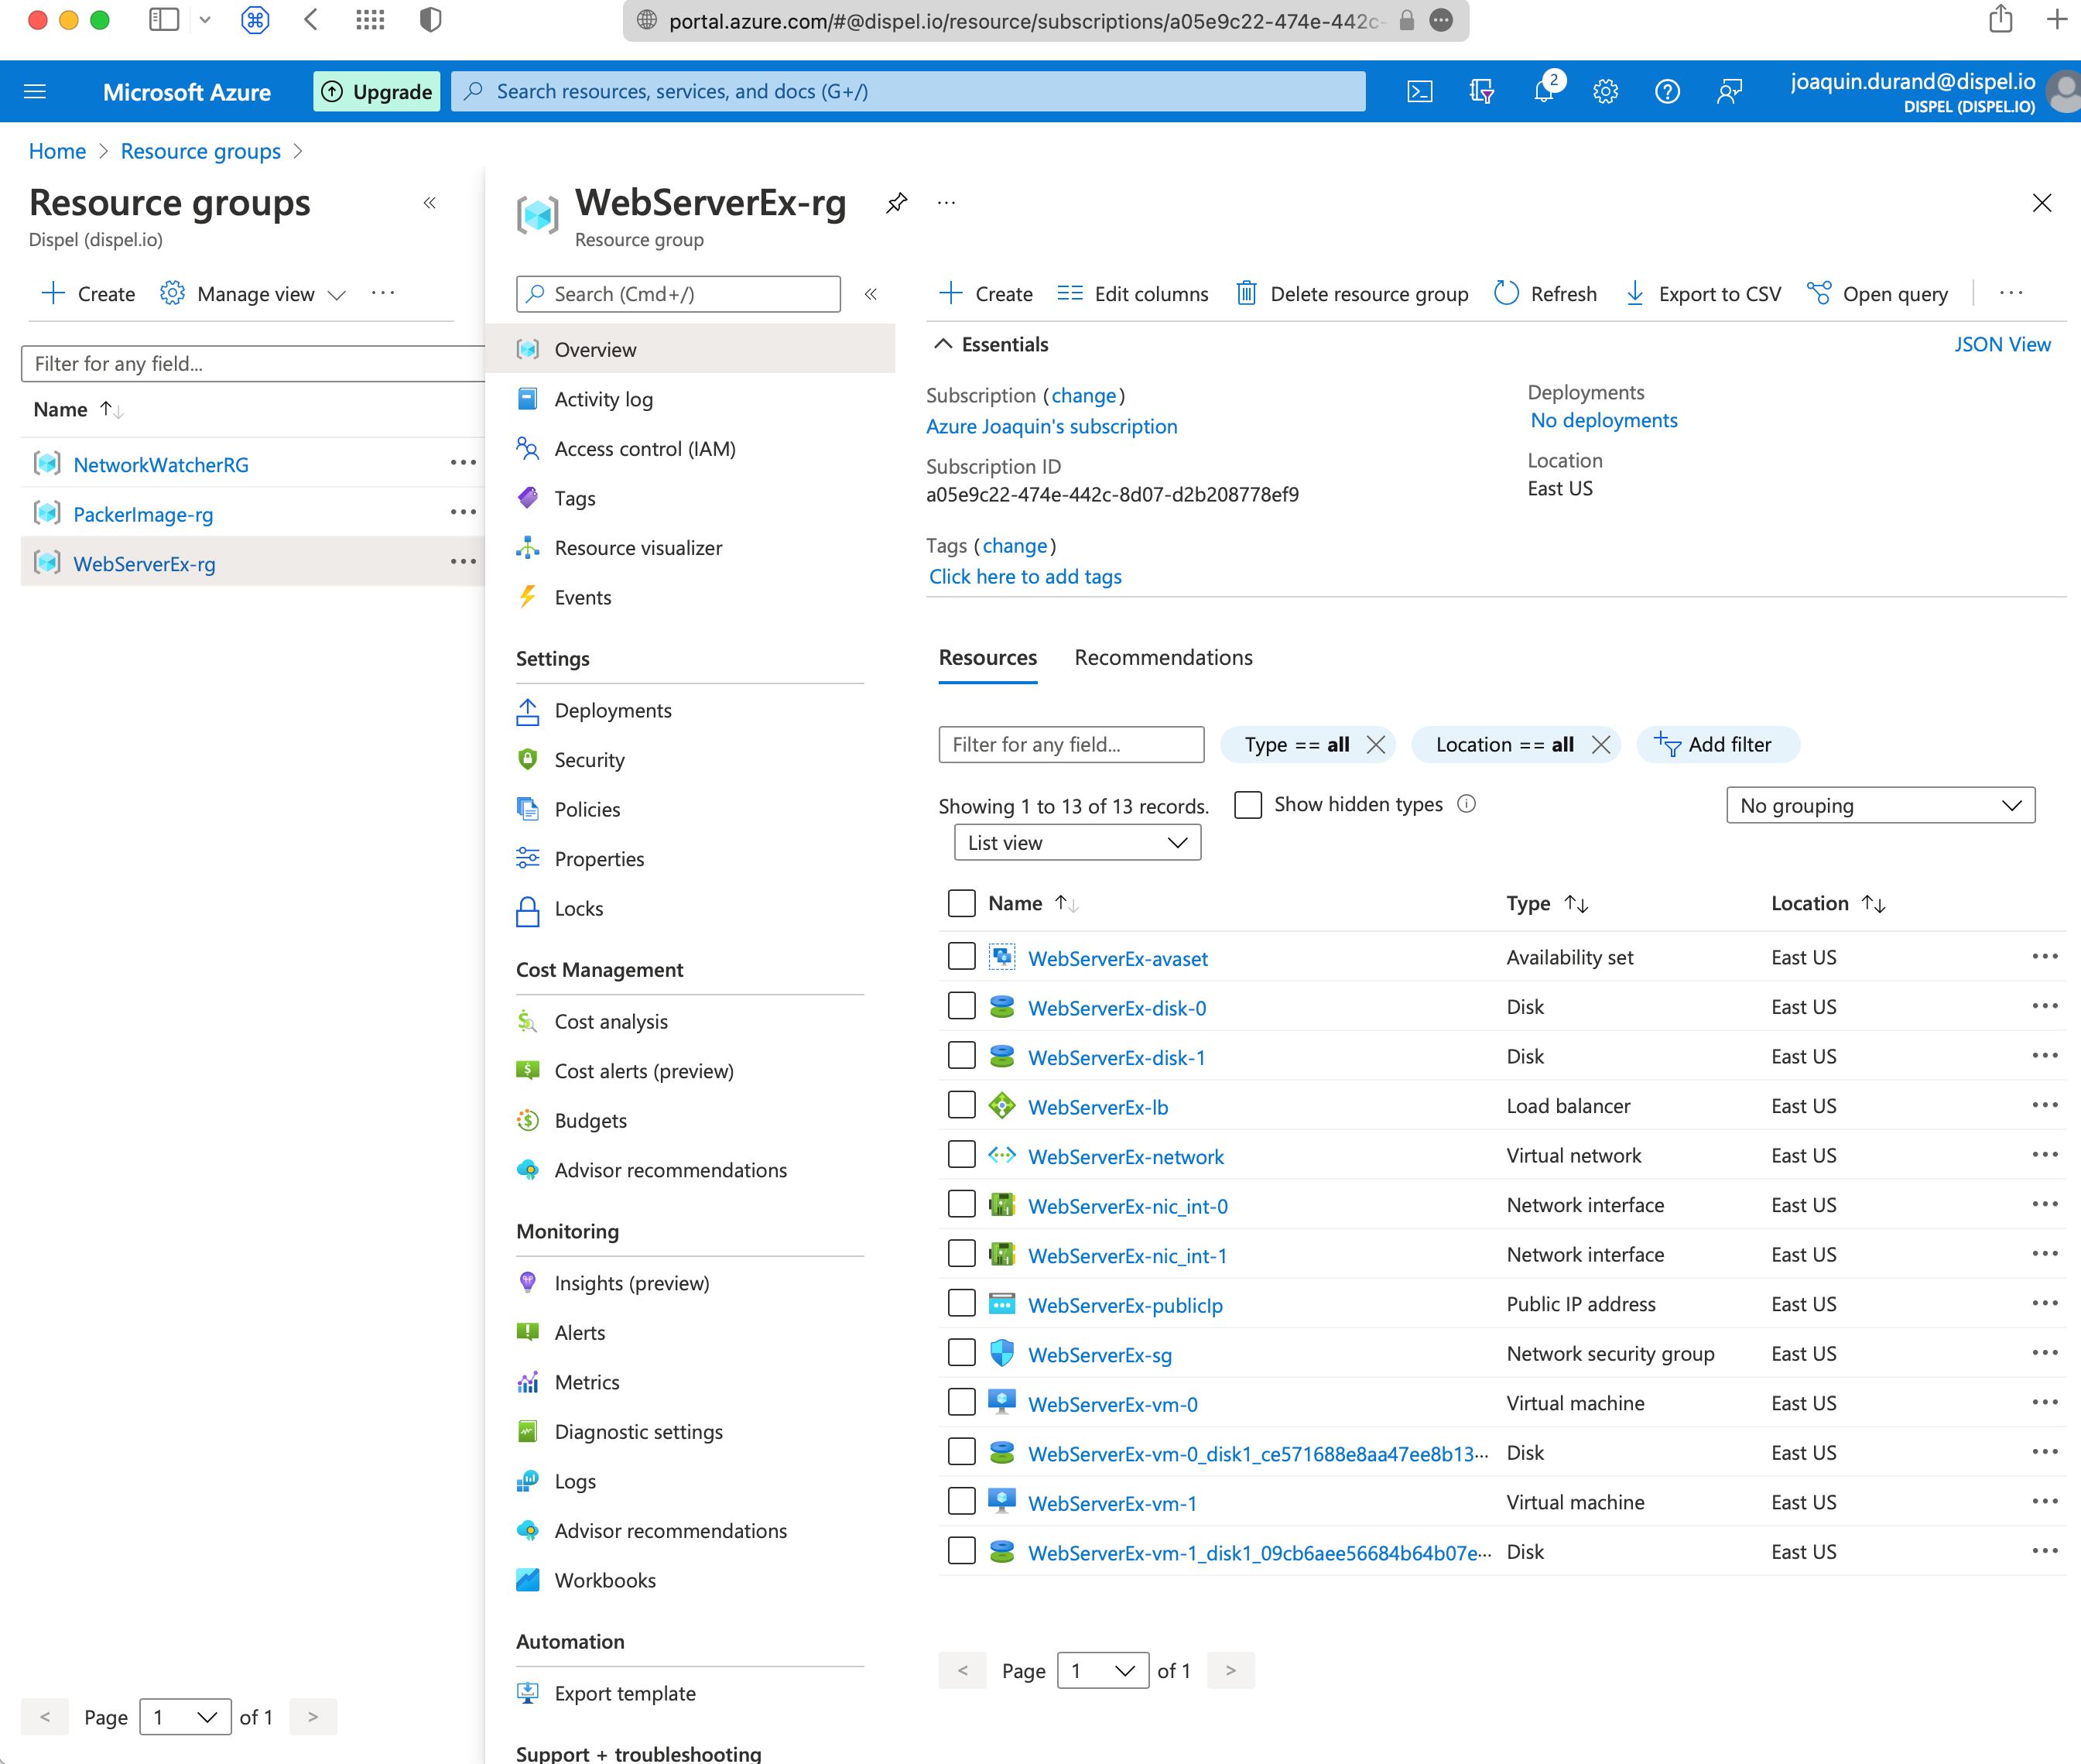 portal.azure.com/#@dispel.io/resource/subscriptions/a05e9c22-474e-442c-
Microsoft Azure
Upgrade
Search resources, services, and docs (G+/)
2
joaquin.durand@dispel.io
DISPEL (DISPEL.IO)
Home > Resource groups >
Resource groups
Dispel (dispel.io)
Create
Manage view
Filter for any field...
Name
NetworkWatcherRG
PackerImage-rg
WebServerEx-rg
< Page 1 of 1 >
WebServerEx-rg
Resource group
Search (Cmd+/)
Overview
Activity log
Access control (IAM)
Tags
Resource visualizer
Events
Settings
Deployments
Security
Policies
Properties
Locks
Cost Management
Cost analysis
Cost alerts (preview)
Budgets
Advisor recommendations
Monitoring
Insights (preview)
Alerts
Metrics
Diagnostic settings
Logs
Advisor recommendations
Workbooks
Automation
Export template
Support + troubleshooting
Create
Edit columns
Delete resource group
Refresh
Export to CSV
Open query
Essentials
JSON View
Subscription (change)
Azure Joaquin's subscription
Subscription ID
a05e9c22-474e-442c-8d07-d2b208778ef9
Tags (change)
Click here to add tags
Deployments
No deployments
Location
East US
Resources
Recommendations
Filter for any field...
Type == all
Location == all
Add filter
Showing 1 to 13 of 13 records.
Show hidden types
No grouping
List view
Name Type Location
WebServerEx-avaset Availability set East US
WebServerEx-disk-0 Disk East US
WebServerEx-disk-1 Disk East US
WebServerEx-lb Load balancer East US
WebServerEx-network Virtual network East US
WebServerEx-nic_int-0 Network interface East US
WebServerEx-nic_int-1 Network interface East US
WebServerEx-publicIp Public IP address East US
WebServerEx-sg Network security group East US
WebServerEx-vm-0 Virtual machine East US
WebServerEx-vm-0_disk1_ce571688e8aa47ee8b13... Disk East US
WebServerEx-vm-1 Virtual machine East US
WebServerEx-vm-1_disk1_09cb6aee56684b64b07e... Disk East US
< Page 1 of 1 >